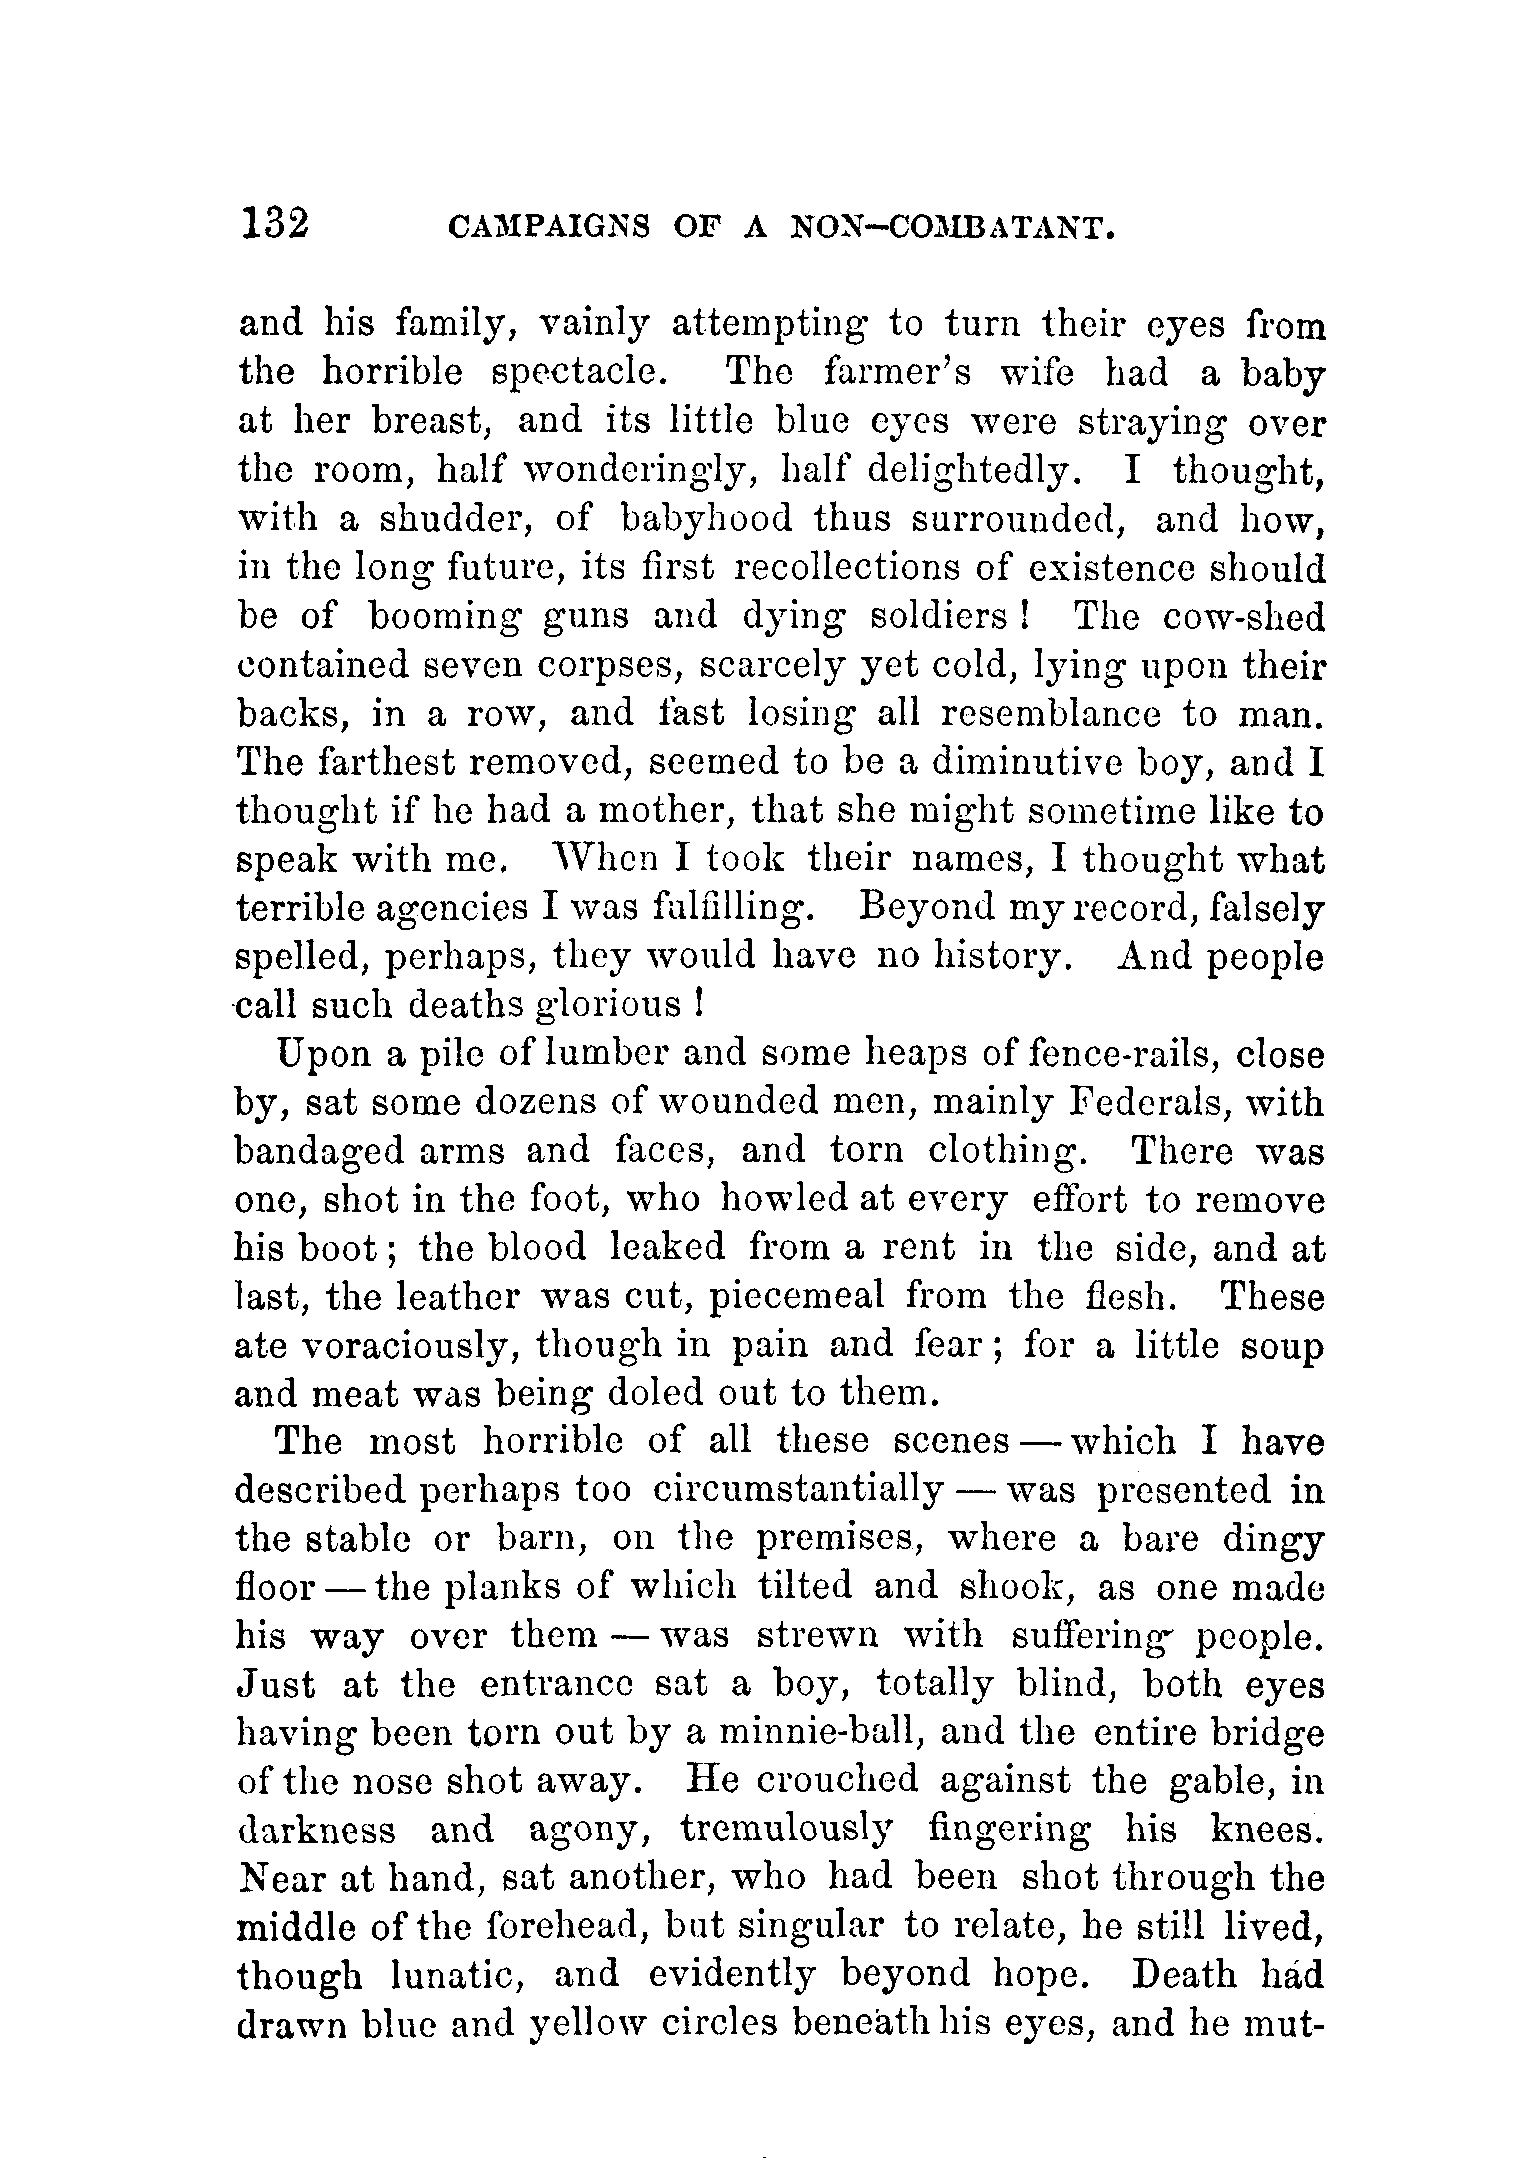 132 CAMPAIGNS OF A NON-COMBATANT.
and his family, vainly attempting to turn their eyes from
the horrible spectacle. The farmer's wife had a baby
at her breast, and its little blue eyes were straying over
the room, half wonderingly, half delightedly. I thought,
with a shudder, of babyhood thus surrounded, and how,
in the long future, its first recollections of existence should
be of booming guns and dying soldiers! The cow-shed
contained seven corpses, scarcely yet cold, lying upon their
backs, in a row, and fast losing all resemblance to man.
The farthest removed, seemed to be a diminutive boy, and I
thought if he had a mother, that she might sometime like to
speak with me. When I took their names, I thought what
terrible agencies I was fulfilling. Beyond my record, falsely
spelled, perhaps, they would have no history. And people
call such deaths glorious!
Upon a pile of lumber and some heaps of fence-rails, close
by, sat some dozens of wounded men, mainly Federals, with
bandaged arms and faces, and torn clothing. There was
one, shot in the foot, who howled at every effort to remove
his boot; the blood leaked from a rent in the side, and at
last, the leather was cut, piecemeal from the flesh. These
ate voraciously, though in pain and fear; for a little soup
and meat was being doled out to them.
The most horrible of all these scenes — which I have
described perhaps too circumstantially — was presented in
the stable or barn, on the premises, where a bare dingy
floor — the planks of which tilted and shook, as one made
his way over them — was strewn with suffering people.
Just at the entrance sat a boy, totally blind, both eyes
having been torn out by a minnie-ball, and the entire bridge
of the nose shot away. He crouched against the gable, in
darkness and agony, tremulously fingering his knees.
Near at hand, sat another, who had been shot through the
middle of the forehead, but singular to relate, he still lived,
though lunatic, and evidently beyond hope. Death had
drawn blue and yellow circles beneath his eyes, and he mut-